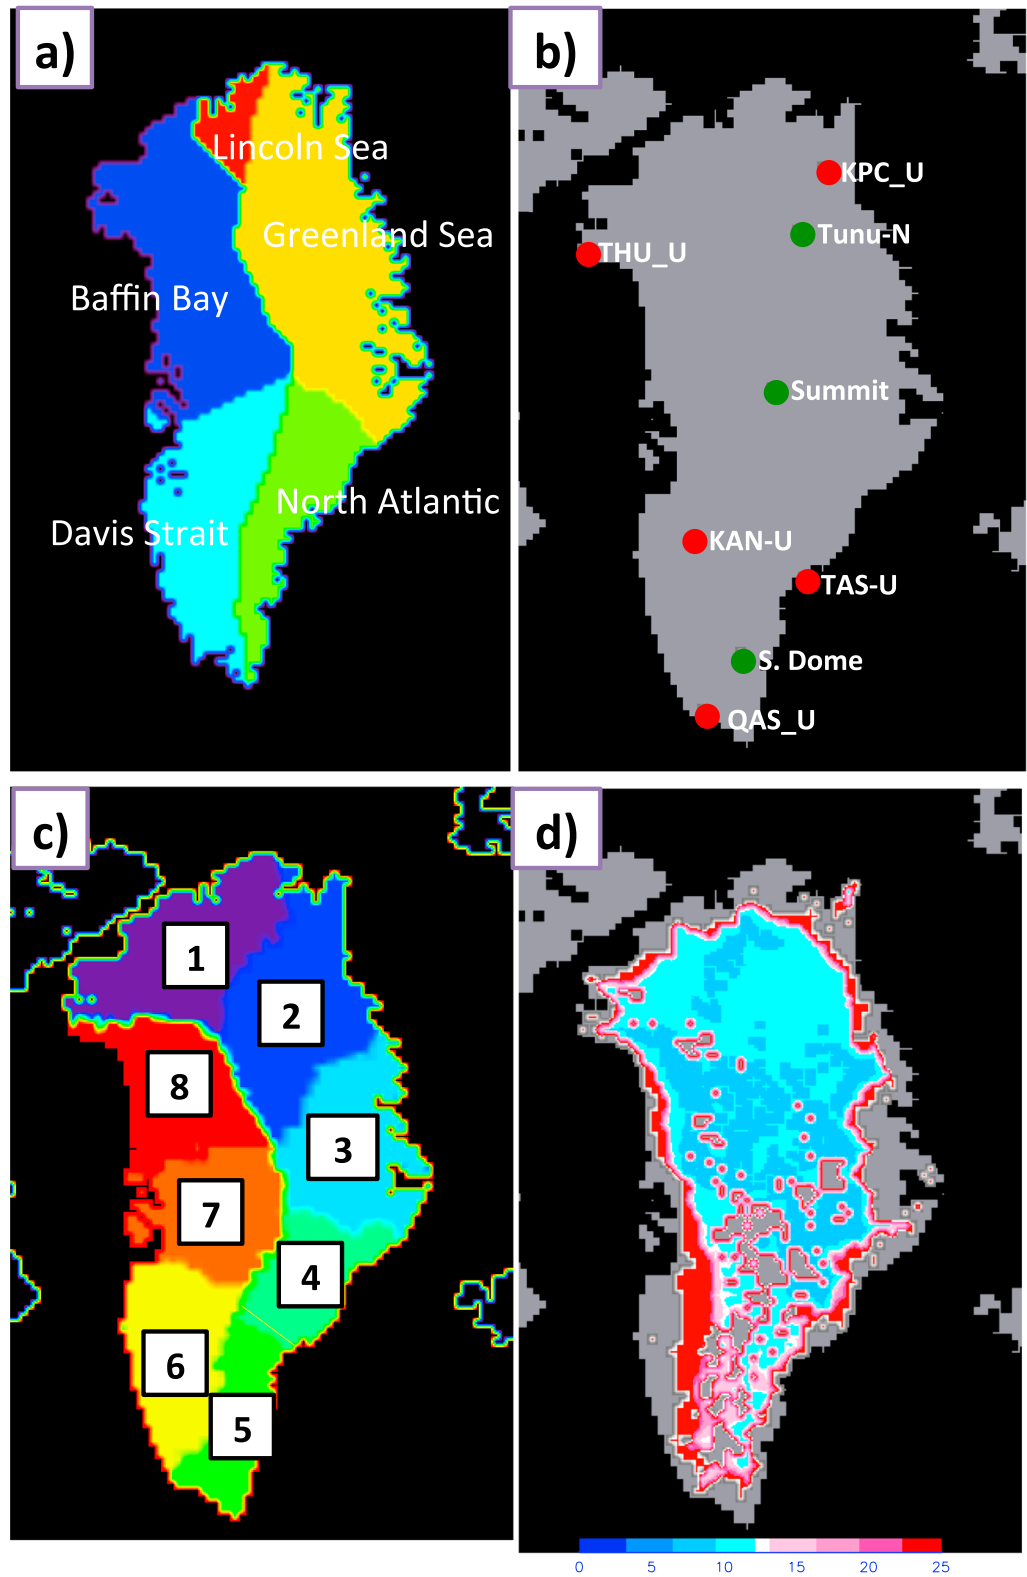 a)
Lincoln Sea
Greenland Sea
Baffin Bay
North Atlantic
Davis Strait
b)
KPC_U
Tunu-N
THU_U
Summit
KAN-U
TAS-U
S. Dome
QAS_U
c)
1
2
8
3
7
4
6
5
d)
0 5 10 15 20 25